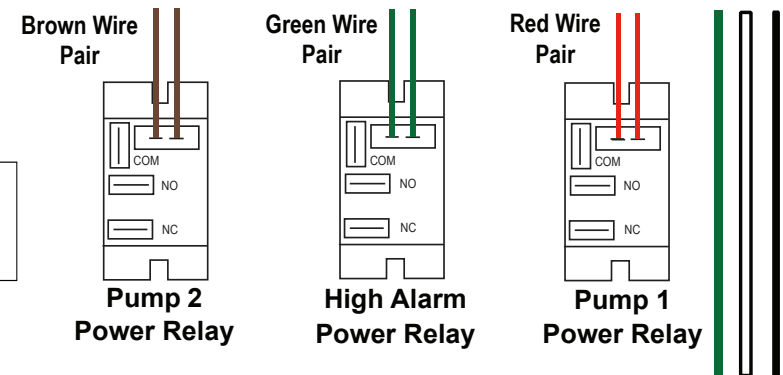 Brown Wire
Pair
Green Wire
Pair
Red Wire
Pair
COM
NO
NC
COM
NO
NC
COM
NO
NC
Pump 2
Power Relay
High Alarm
Power Relay
Pump 1
Power Relay